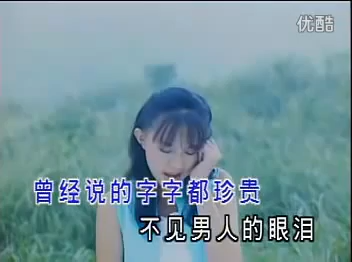 优酷
曾经说的字字都珍贵
不见男人的眼泪